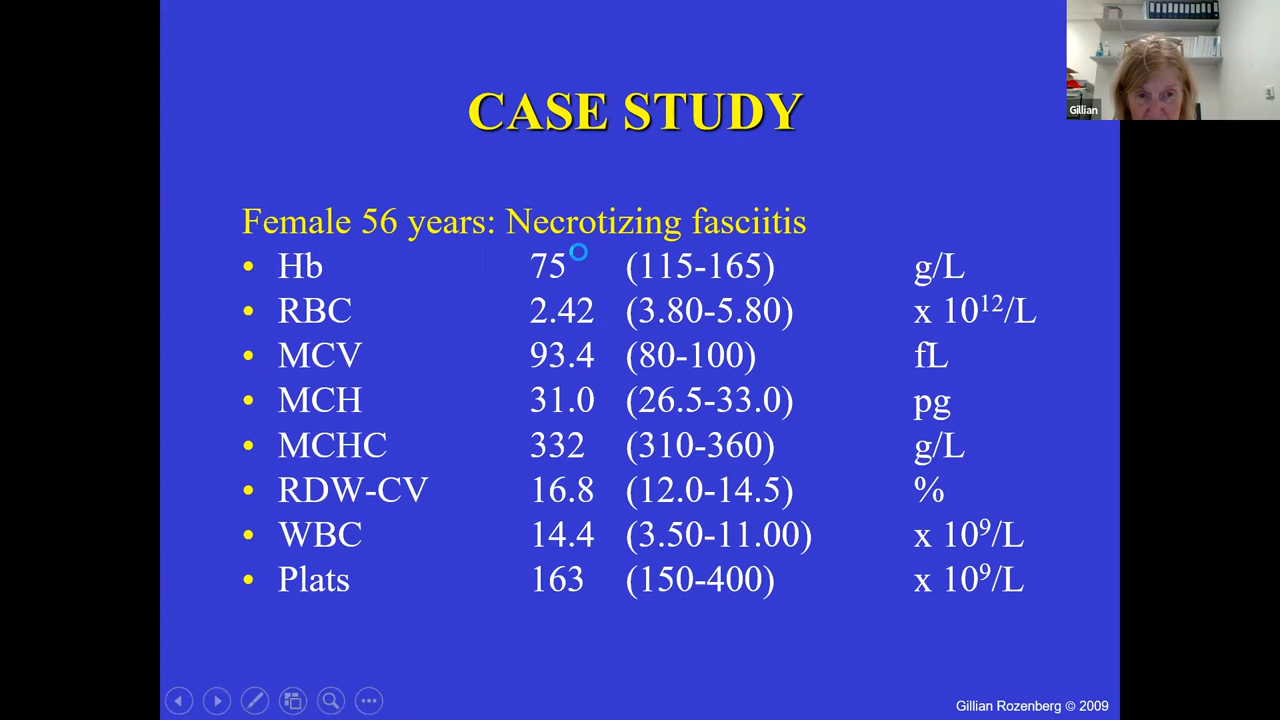 Gillian
CASE STUDY
Female 56 years: Necrotizing fasciitis
• Hb 75 (115-165) g/L
• RBC 2.42 (3.80-5.80) x 10¹²/L
• MCV 93.4 (80-100) fL
• MCH 31.0 (26.5-33.0) pg
• MCHC 332 (310-360) g/L
• RDW-CV 16.8 (12.0-14.5) %
• WBC 14.4 (3.50-11.00) x 10⁹/L
• Plats 163 (150-400) x 10⁹/L
Gillian Rozenberg © 2009